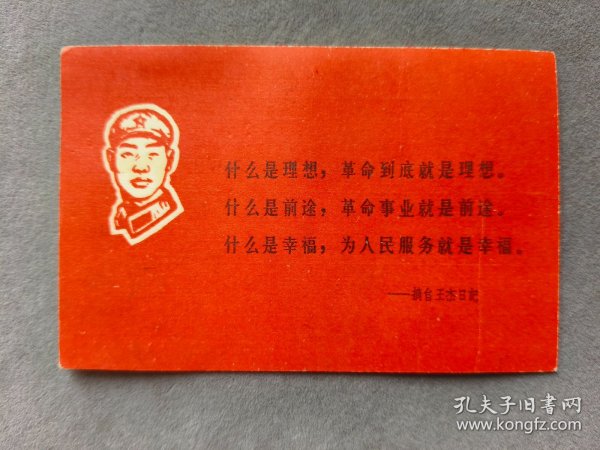 什么是理想，革命到底就是理想。
什么是前途，革命事业就是前途。
什么是幸福，为人民服务就是幸福。
——摘自王杰日记
孔夫子旧书网
www.kongfz.com